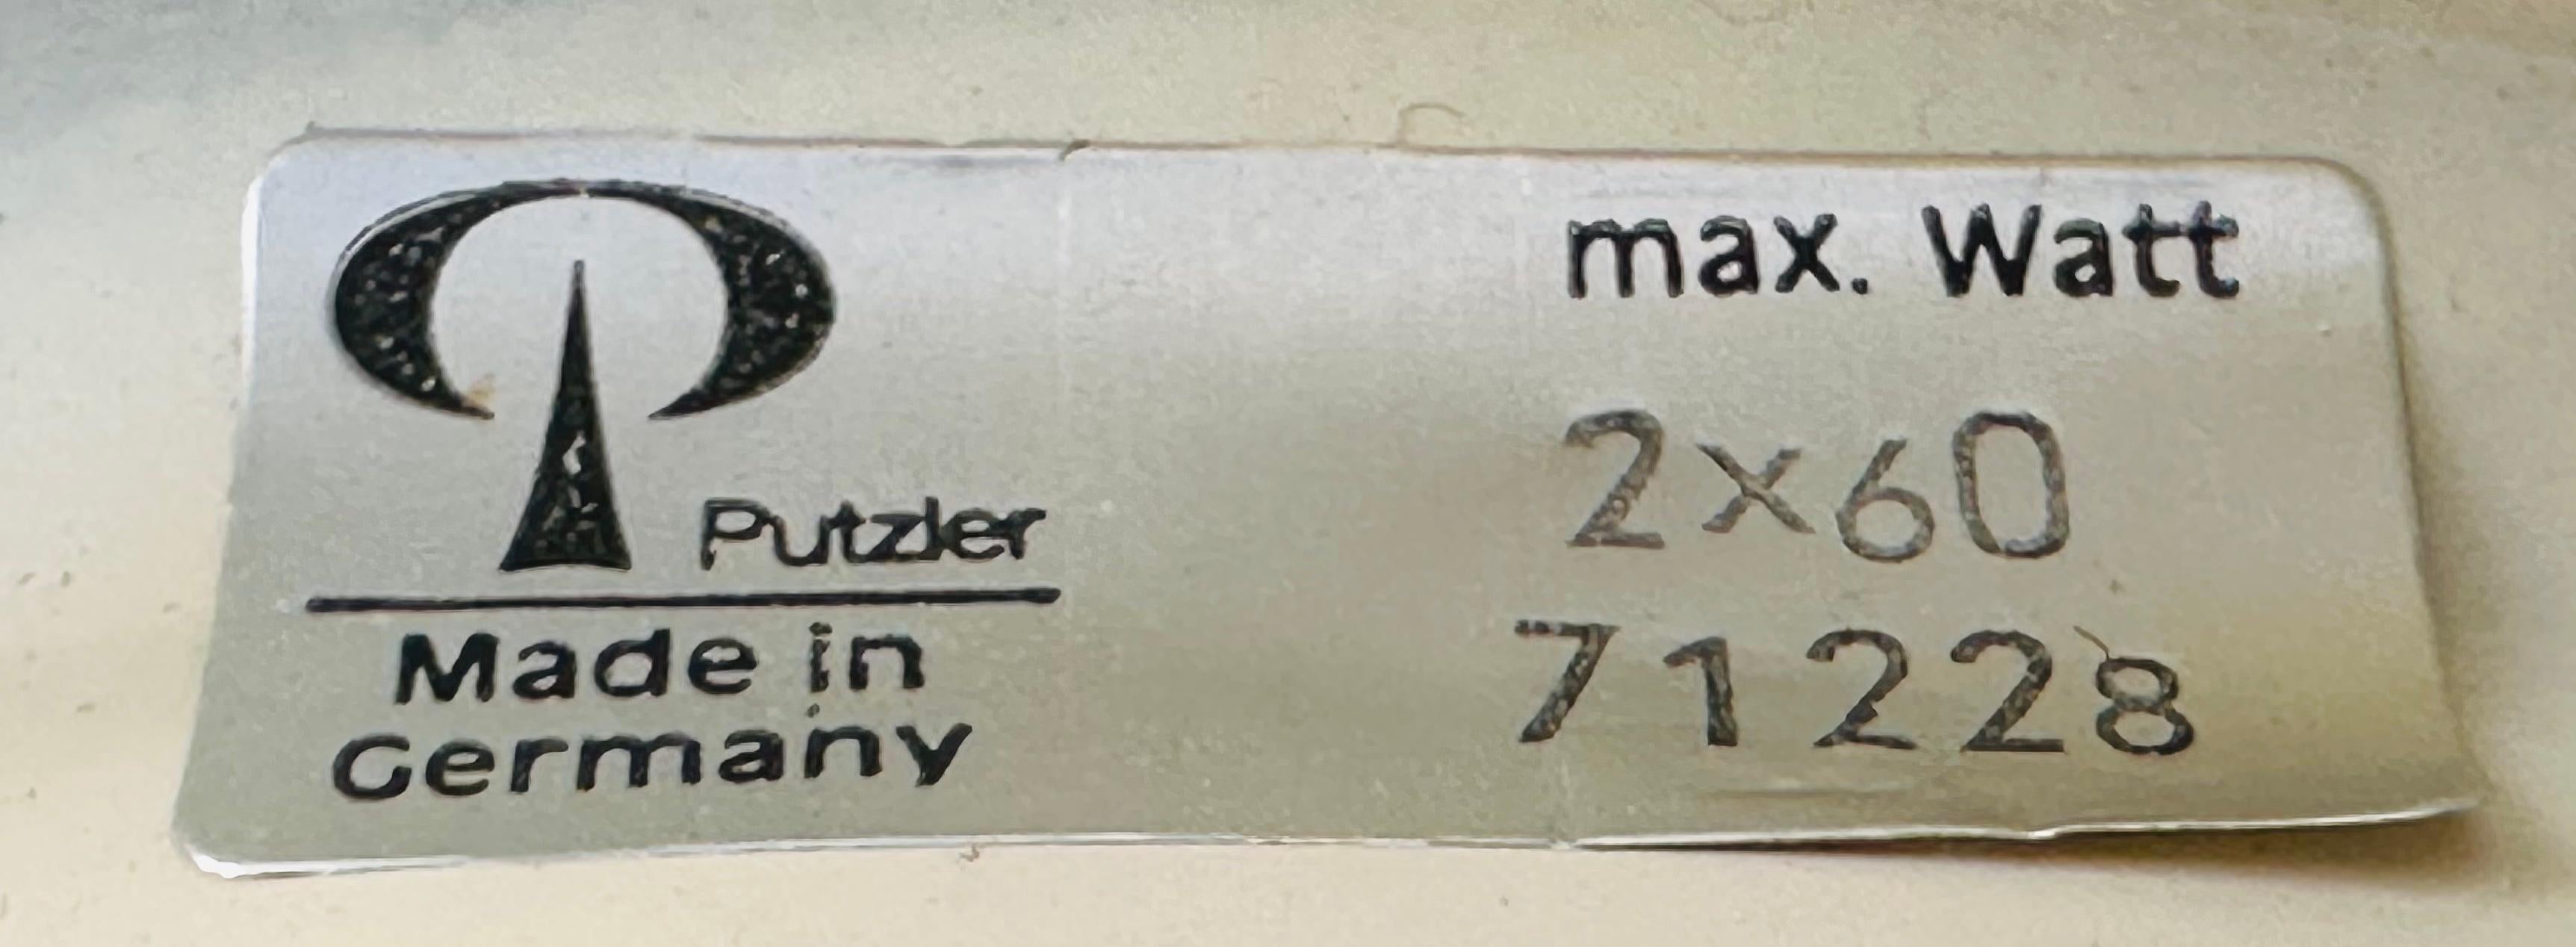 Putzler
Made in
Germany
max. Watt
2x60
71228